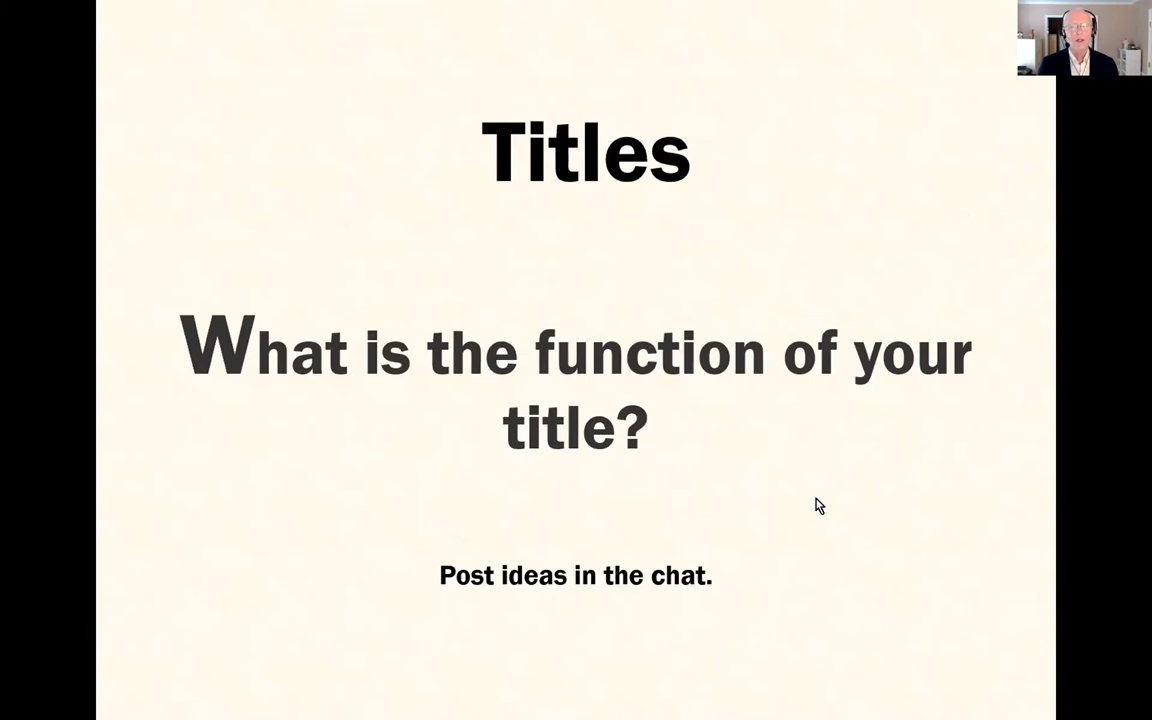 Titles
What is the function of your
title?
Post ideas in the chat.